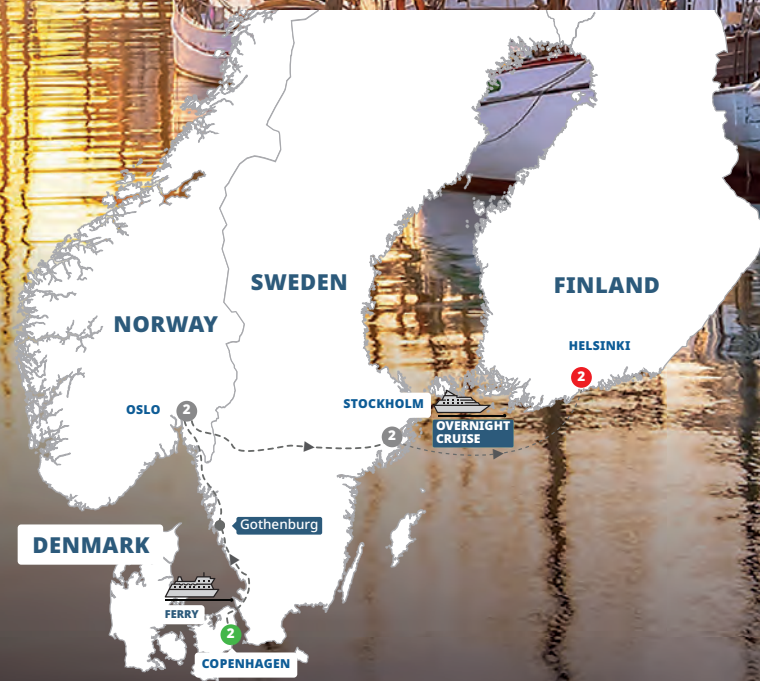 SWEDEN
FINLAND
NORWAY
HELSINKI
2
STOCKHOLM
OSLO
2
2
OVERNIGHT
CRUISE
Gothenburg
DENMARK
FERRY
2
COPENHAGEN